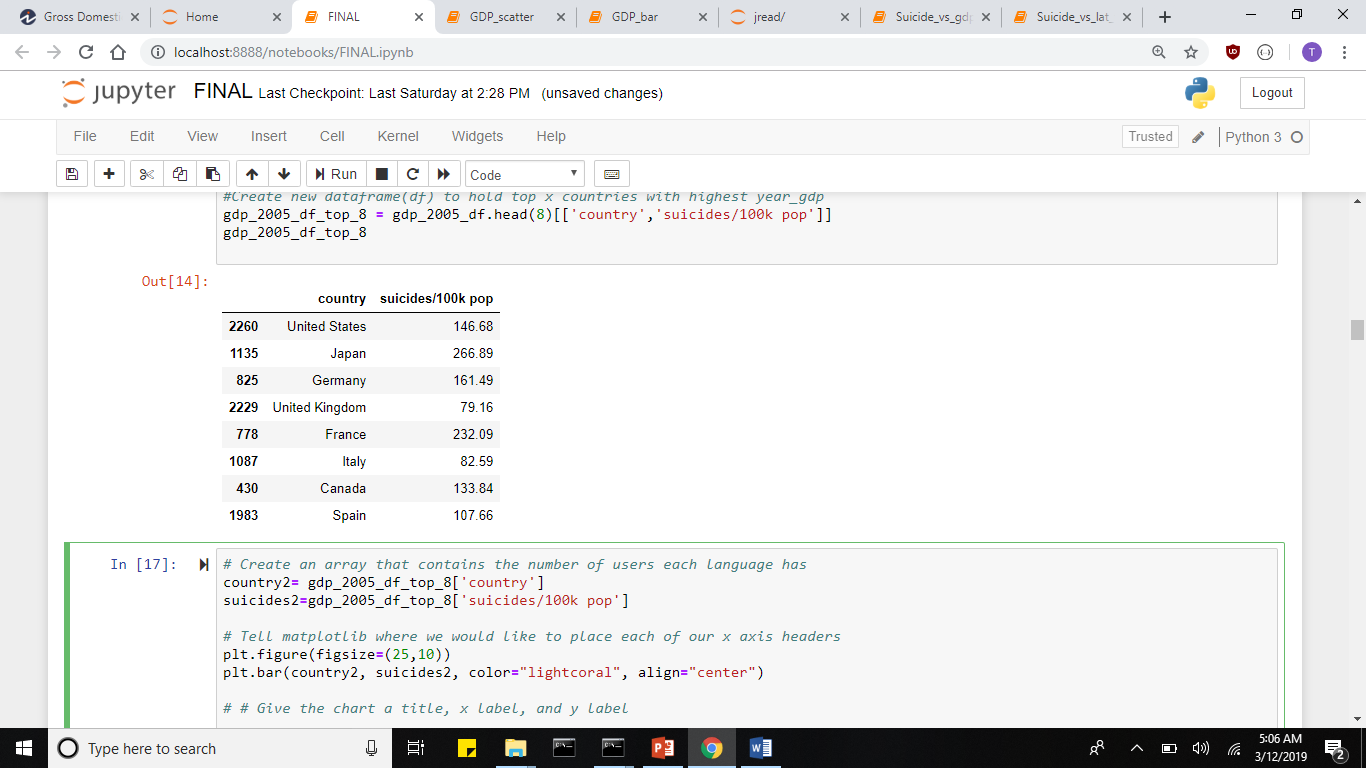 Gross Domesti
Home
FINAL
GDP_scatter
GDP_bar
jread/
Suicide_vs_gdp
Suicide_vs_lat_
localhost:8888/notebooks/FINAL.ipynb
T
jupyter FINAL Last Checkpoint: Last Saturday at 2:28 PM (unsaved changes)
Logout
File Edit View Insert Cell Kernel Widgets Help
Trusted
Python 3
Run
Code
#Create new dataframe(df) to hold top x countries with highest year_gdp
gdp_2005_df_top_8 = gdp_2005_df.head(8)[['country','suicides/100k pop']]
gdp_2005_df_top_8
Out[14]:
country suicides/100k pop
2260 United States 146.68
1135 Japan 266.89
825 Germany 161.49
2229 United Kingdom 79.16
778 France 232.09
1087 Italy 82.59
430 Canada 133.84
1983 Spain 107.66
In [17]:
# Create an array that contains the number of users each language has
country2= gdp_2005_df_top_8['country']
suicides2=gdp_2005_df_top_8['suicides/100k pop']
# Tell matplotlib where we would like to place each of our x axis headers
plt.figure(figsize=(25,10))
plt.bar(country2, suicides2, color="lightcoral", align="center")
# # Give the chart a title, x label, and y label
Type here to search
5:06 AM
3/12/2019
2